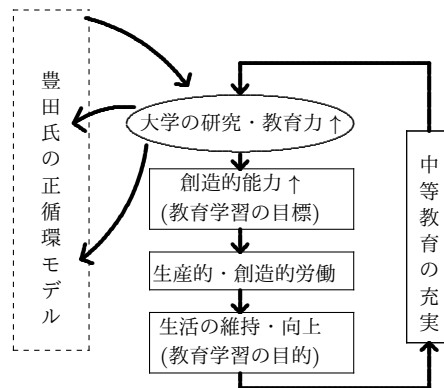 豊田氏の正循環モデル
大学の研究・教育力↑
創造的能力↑
(教育学習の目標)
生産的・創造的労働
生活の維持・向上
(教育学習の目的)
中等教育の充実